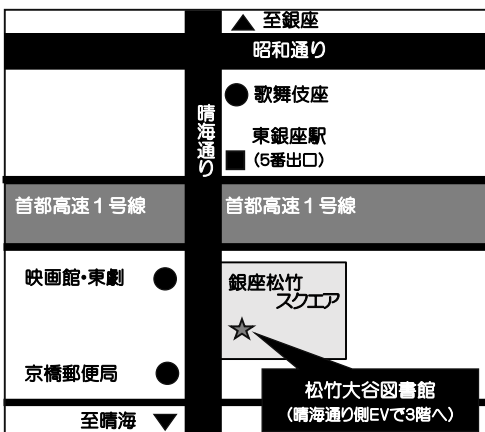 ▲ 至銀座
昭和通り
晴海通り
歌舞伎座
東銀座駅
(5番出口)
首都高速1号線
首都高速1号線
映画館・東劇
銀座松竹
スクエア
京橋郵便局
松竹大谷図書館
(晴海通り側EVで3階へ)
至晴海 ▼